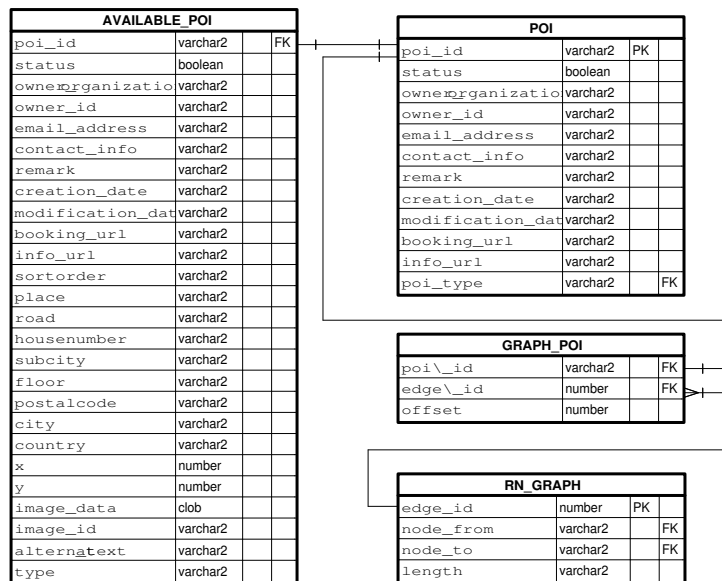 AVAILABLE_POI
poi_id varchar2 FK
status boolean
owner_organizatio varchar2
owner_id varchar2
email_address varchar2
contact_info varchar2
remark varchar2
creation_date varchar2
modification_dat varchar2
booking_url varchar2
info_url varchar2
sortorder varchar2
place varchar2
road varchar2
housenumber varchar2
subcity varchar2
floor varchar2
postalcode varchar2
city varchar2
country varchar2
x number
y number
image_data clob
image_id varchar2
alternatext varchar2
type varchar2
POI
poi_id varchar2 PK
status boolean
owner_organizatio varchar2
owner_id varchar2
email_address varchar2
contact_info varchar2
remark varchar2
creation_date varchar2
modification_dat varchar2
booking_url varchar2
info_url varchar2
poi_type varchar2 FK
GRAPH_POI
poi\_id varchar2 FK
edge\_id number FK
offset number
RN_GRAPH
edge_id number PK
node_from varchar2 FK
node_to varchar2 FK
length varchar2